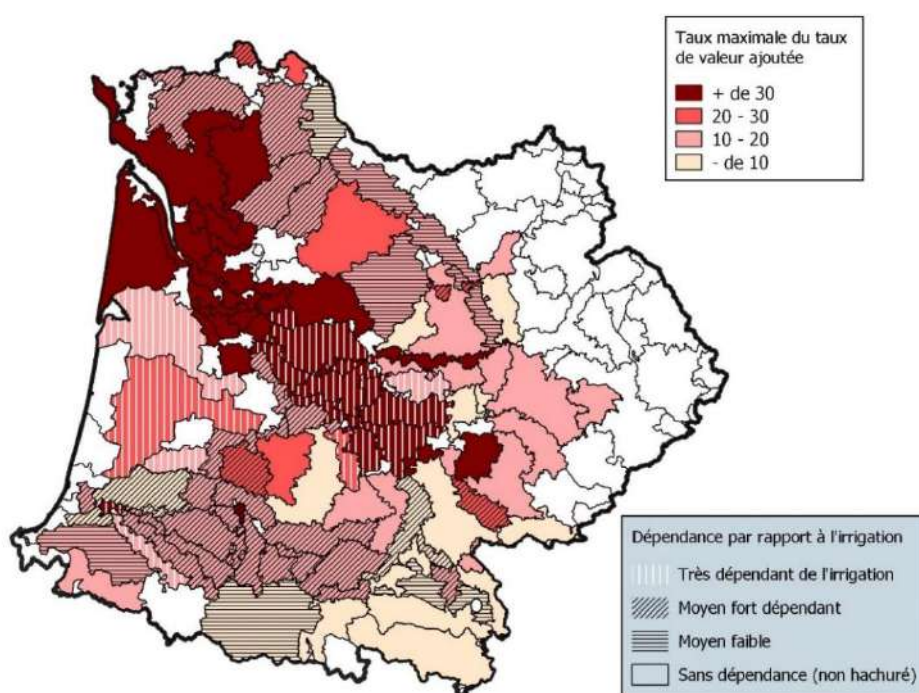 Taux maximale du taux
de valeur ajoutée
+ de 30
20 - 30
10 - 20
- de 10
Dépendance par rapport à l'irrigation
Très dépendant de l'irrigation
Moyen fort dépendant
Moyen faible
Sans dépendance (non hachuré)